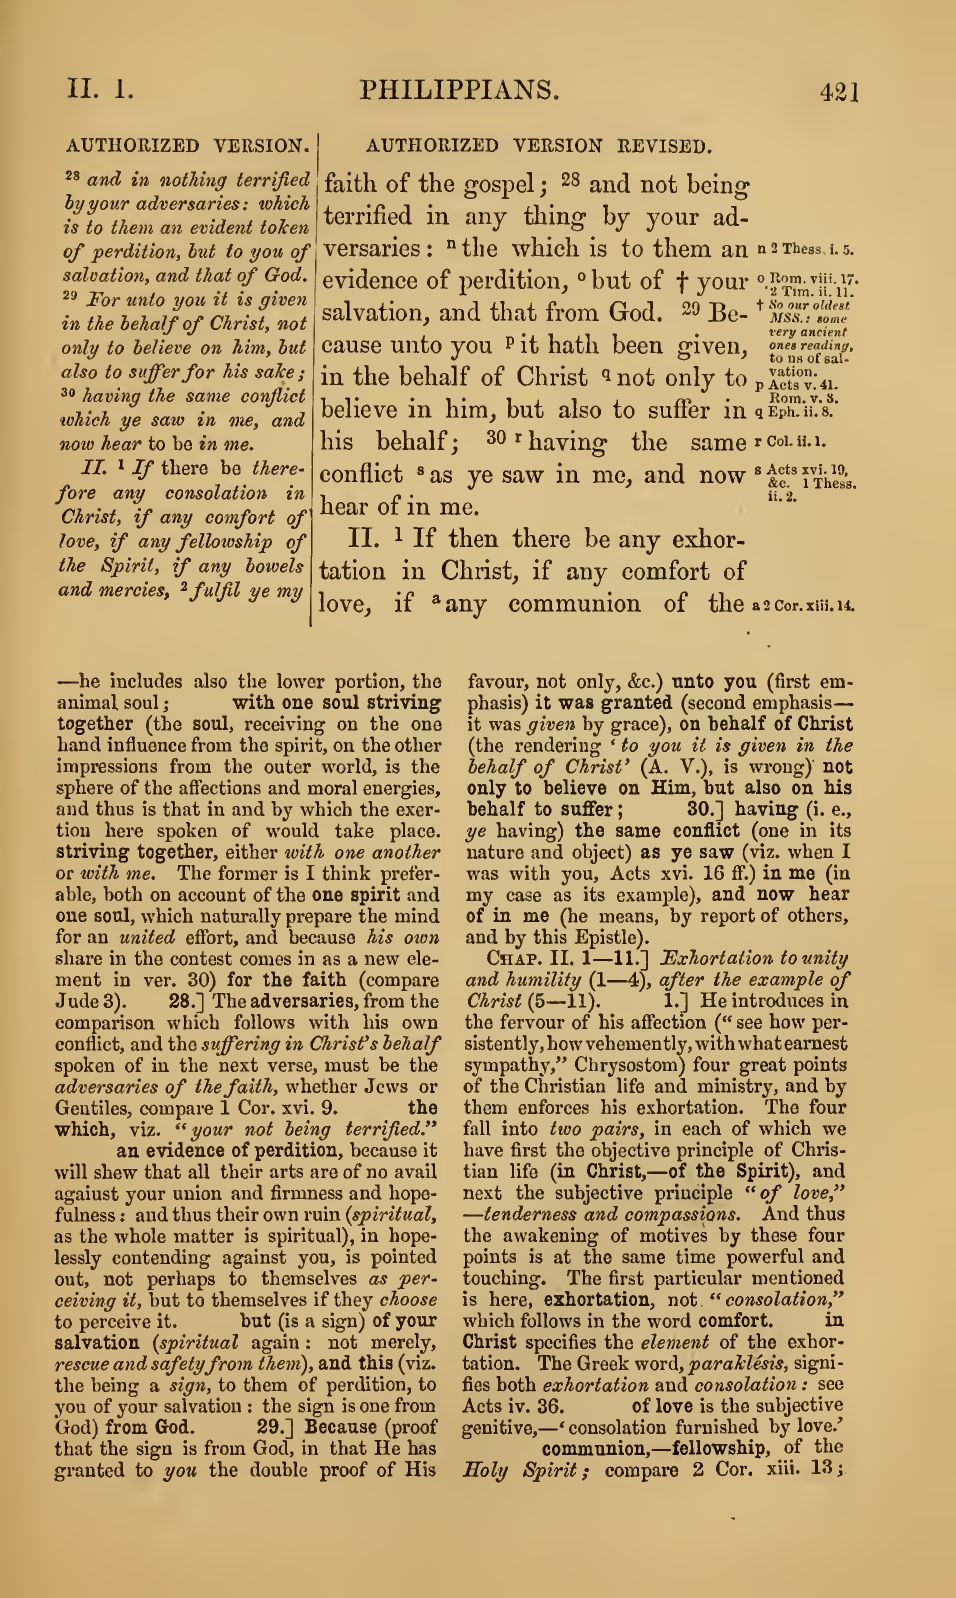 II. 1.
PHILIPPIANS.
421
AUTHORIZED VERSION.
28 and in nothing terrified
by your adversaries: which
is to them an evident token
of perdition, but to you of
salvation, and that of God.
29 For unto you it is given
in the behalf of Christ, not
only to believe on him, but
also to suffer for his sake;
30 having the same conflict
which ye saw in me, and
now hear to be in me.
II. 1 If there be there-
fore any consolation in
Christ, if any comfort of
love, if any fellowship of
the Spirit, if any bowels
and mercies, 2 fulfil ye my
AUTHORIZED VERSION REVISED.
faith of the gospel; 28 and not being
terrified in any thing by your ad-
versaries: n the which is to them an
evidence of perdition, o but of † your
salvation, and that from God. 29 Be-
cause unto you p it hath been given,
in the behalf of Christ q not only to
believe in him, but also to suffer in
his behalf; 30 r having the same
conflict s as ye saw in me, and now
hear of in me.
II. 1 If then there be any exhor-
tation in Christ, if any comfort of
love, if a any communion of the
n 2 Thess. i. 5.
o Rom. viii. 17.
2 Tim. ii. 11.
† So our oldest
MSS.: some
very ancient
ones reading,
to us of sal-
vation.
p Acts v. 41.
Rom. v. 3.
q Eph. ii. 8.
r Col. ii. 1.
s Acts xvi. 19,
&c. 1 Thess.
ii. 2.
a 2 Cor. xiii. 14.
—he includes also the lower portion, the
animal soul; with one soul striving
together (the soul, receiving on the one
hand influence from the spirit, on the other
impressions from the outer world, is the
sphere of the affections and moral energies,
and thus is that in and by which the exer-
tion here spoken of would take place.
striving together, either with one another
or with me. The former is I think prefer-
able, both on account of the one spirit and
one soul, which naturally prepare the mind
for an united effort, and because his own
share in the contest comes in as a new ele-
ment in ver. 30) for the faith (compare
Jude 3). 28.] The adversaries, from the
comparison which follows with his own
conflict, and the suffering in Christ's behalf
spoken of in the next verse, must be the
adversaries of the faith, whether Jews or
Gentiles, compare 1 Cor. xvi. 9. the
which, viz. "your not being terrified."
an evidence of perdition, because it
will shew that all their arts are of no avail
against your union and firmness and hope-
fulness: and thus their own ruin (spiritual,
as the whole matter is spiritual), in hope-
lessly contending against you, is pointed
out, not perhaps to themselves as per-
ceiving it, but to themselves if they choose
to perceive it. but (is a sign) of your
salvation (spiritual again: not merely,
rescue and safety from them), and this (viz.
the being a sign, to them of perdition, to
you of your salvation: the sign is one from
God) from God. 29.] Because (proof
that the sign is from God, in that He has
granted to you the double proof of His
favour, not only, &c.) unto you (first em-
phasis) it was granted (second emphasis—
it was given by grace), on behalf of Christ
(the rendering 'to you it is given in the
behalf of Christ' (A. V.), is wrong) not
only to believe on Him, but also on his
behalf to suffer; 30.] having (i. e.,
ye having) the same conflict (one in its
nature and object) as ye saw (viz. when I
was with you, Acts xvi. 16 ff.) in me (in
my case as its example), and now hear
of in me (he means, by report of others,
and by this Epistle).
CHAP. II. 1—11.] Exhortation to unity
and humility (1—4), after the example of
Christ (5—11). 1.] He introduces in
the fervour of his affection ("see how per-
sistently, how vehemently, with what earnest
sympathy," Chrysostom) four great points
of the Christian life and ministry, and by
them enforces his exhortation. The four
fall into two pairs, in each of which we
have first the objective principle of Chris-
tian life (in Christ,—of the Spirit), and
next the subjective principle "of love,"
—tenderness and compassions. And thus
the awakening of motives by these four
points is at the same time powerful and
touching. The first particular mentioned
is here, exhortation, not "consolation,"
which follows in the word comfort. in
Christ specifies the element of the exhor-
tation. The Greek word, paraklésis, signi-
fies both exhortation and consolation: see
Acts iv. 36. of love is the subjective
genitive,—'consolation furnished by love.'
communion,—fellowship, of the
Holy Spirit; compare 2 Cor. xiii. 13;